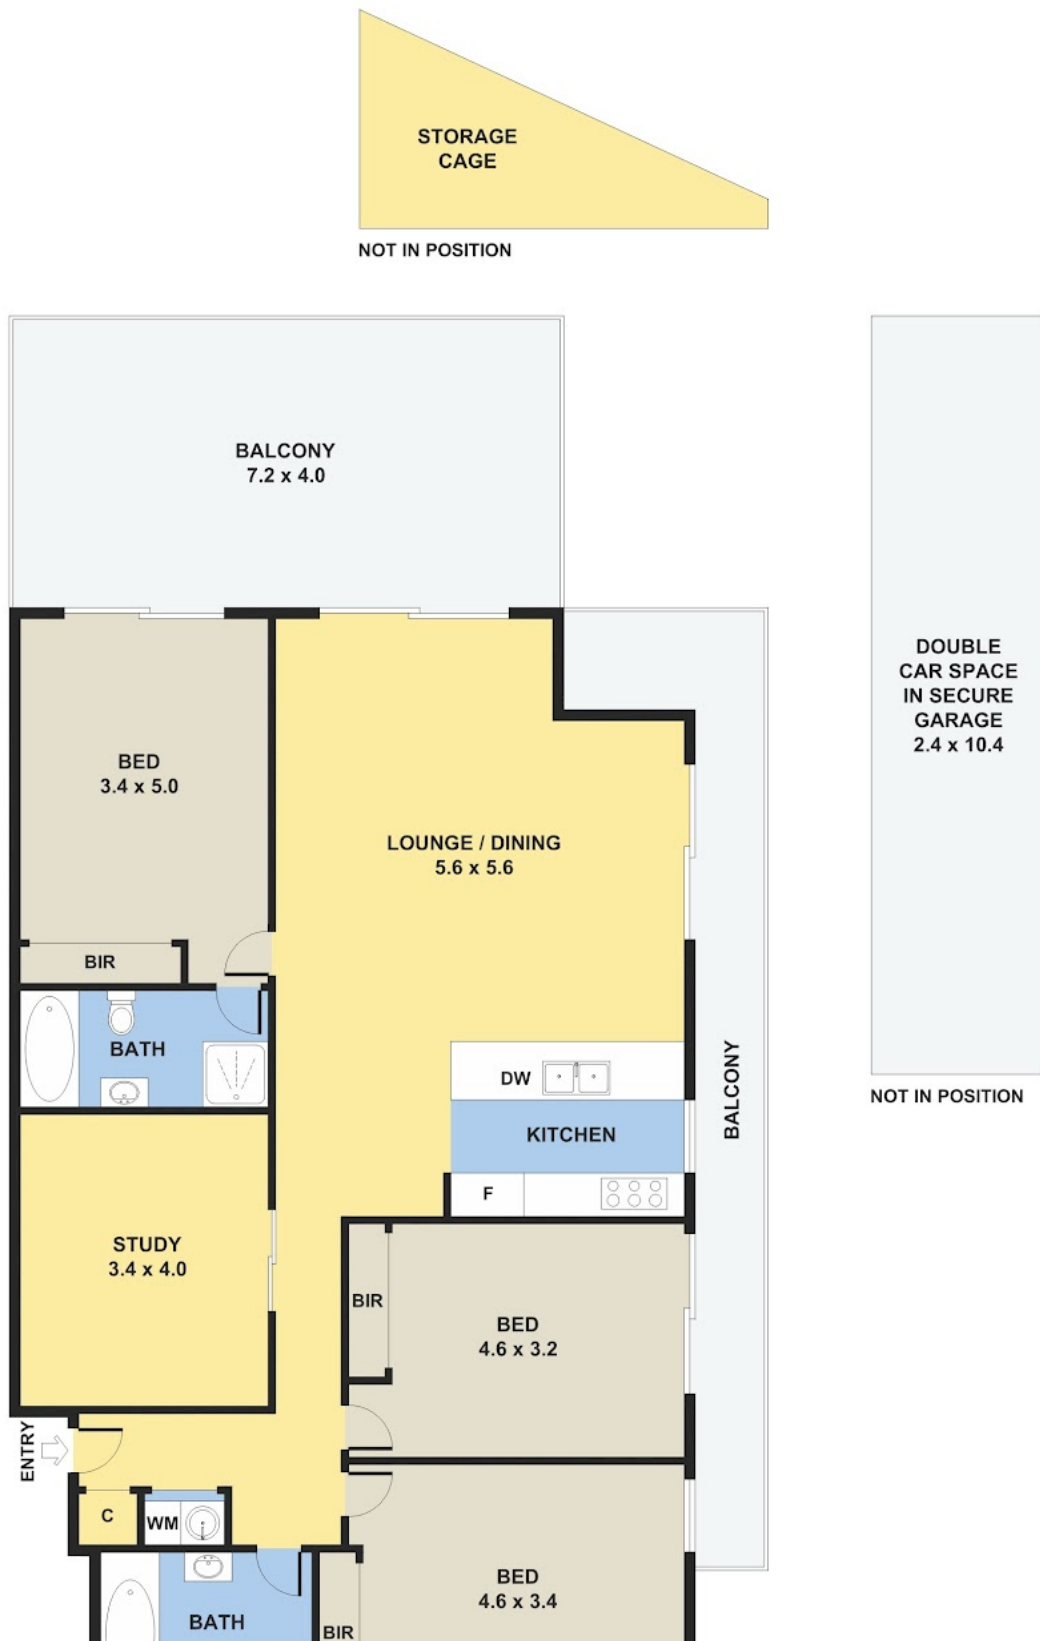 STORAGE
CAGE
NOT IN POSITION
BALCONY
7.2 x 4.0
DOUBLE
CAR SPACE
IN SECURE
GARAGE
2.4 x 10.4
NOT IN POSITION
BED
3.4 x 5.0
LOUNGE / DINING
5.6 x 5.6
BIR
BATH
DW
KITCHEN
F
BALCONY
STUDY
3.4 x 4.0
BIR
BED
4.6 x 3.2
ENTRY
C
WM
BED
4.6 x 3.4
BATH
BIR